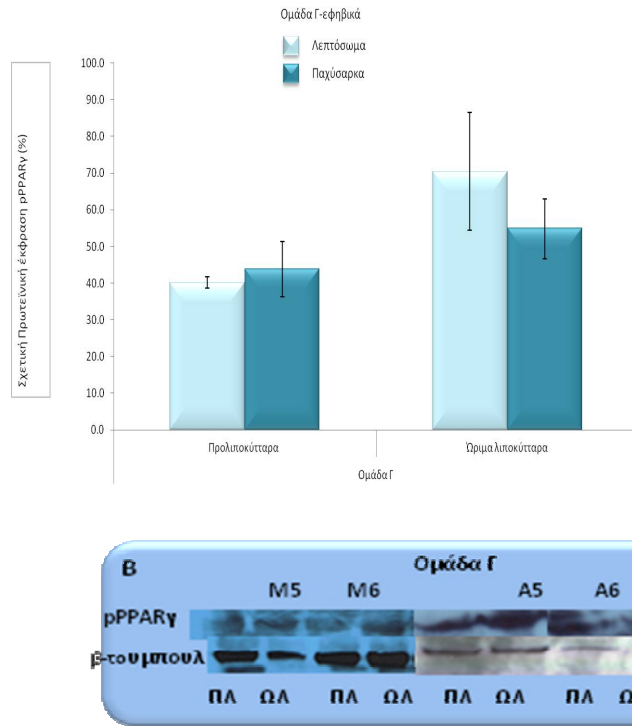 Ομάδα Γ-εφηβικά
Λεπτόσωμα
Παχύσαρκα
Σχετική Πρωτεϊνική έκφραση pPPARγ (%)
100.0
90.0
80.0
70.0
60.0
50.0
40.0
30.0
20.0
10.0
0.0
Προλιποκύτταρα Ώριμα λιποκύτταρα
Ομάδα Γ
B Ομάδα Γ
M5 M6 A5 A6
pPPARγ
β-τουμπουλ
ΠΛ ΩΛ ΠΛ ΩΛ ΠΛ ΩΛ ΠΛ